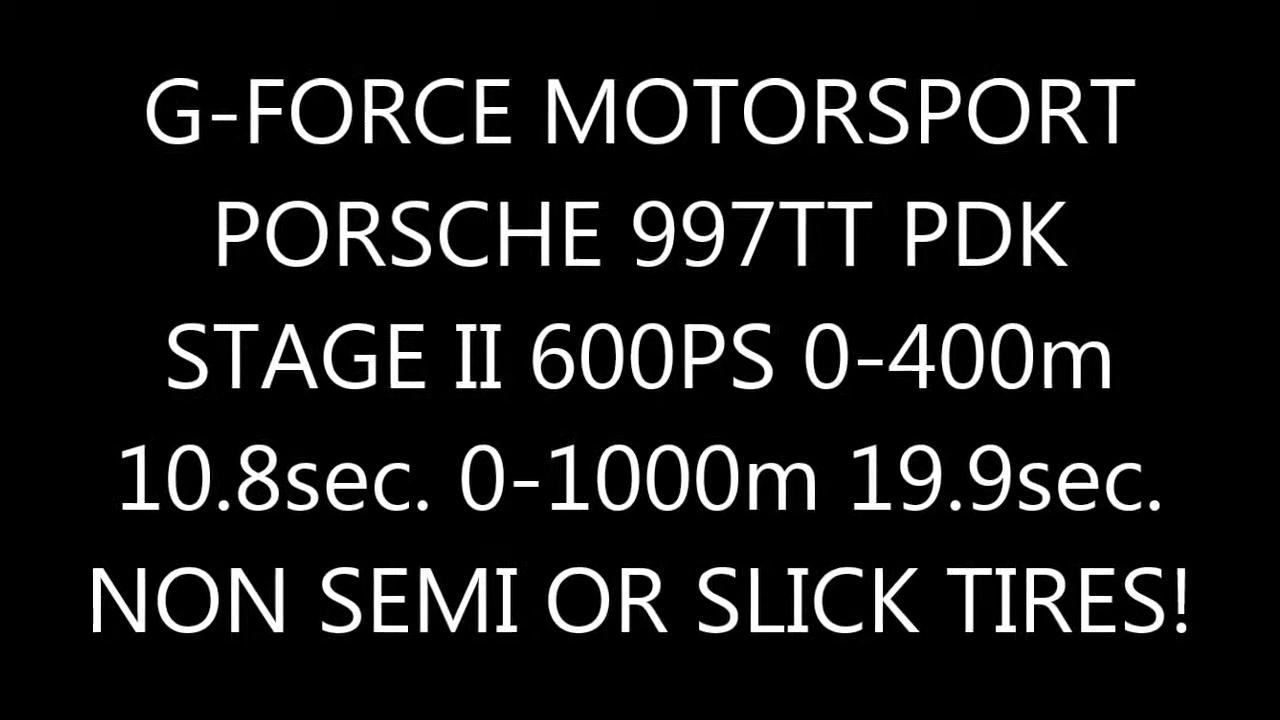 G-FORCE MOTORSPORT
PORSCHE 997TT PDK
STAGE II 600PS 0-400m
10.8sec. 0-1000m 19.9sec.
NON SEMI OR SLICK TIRES!